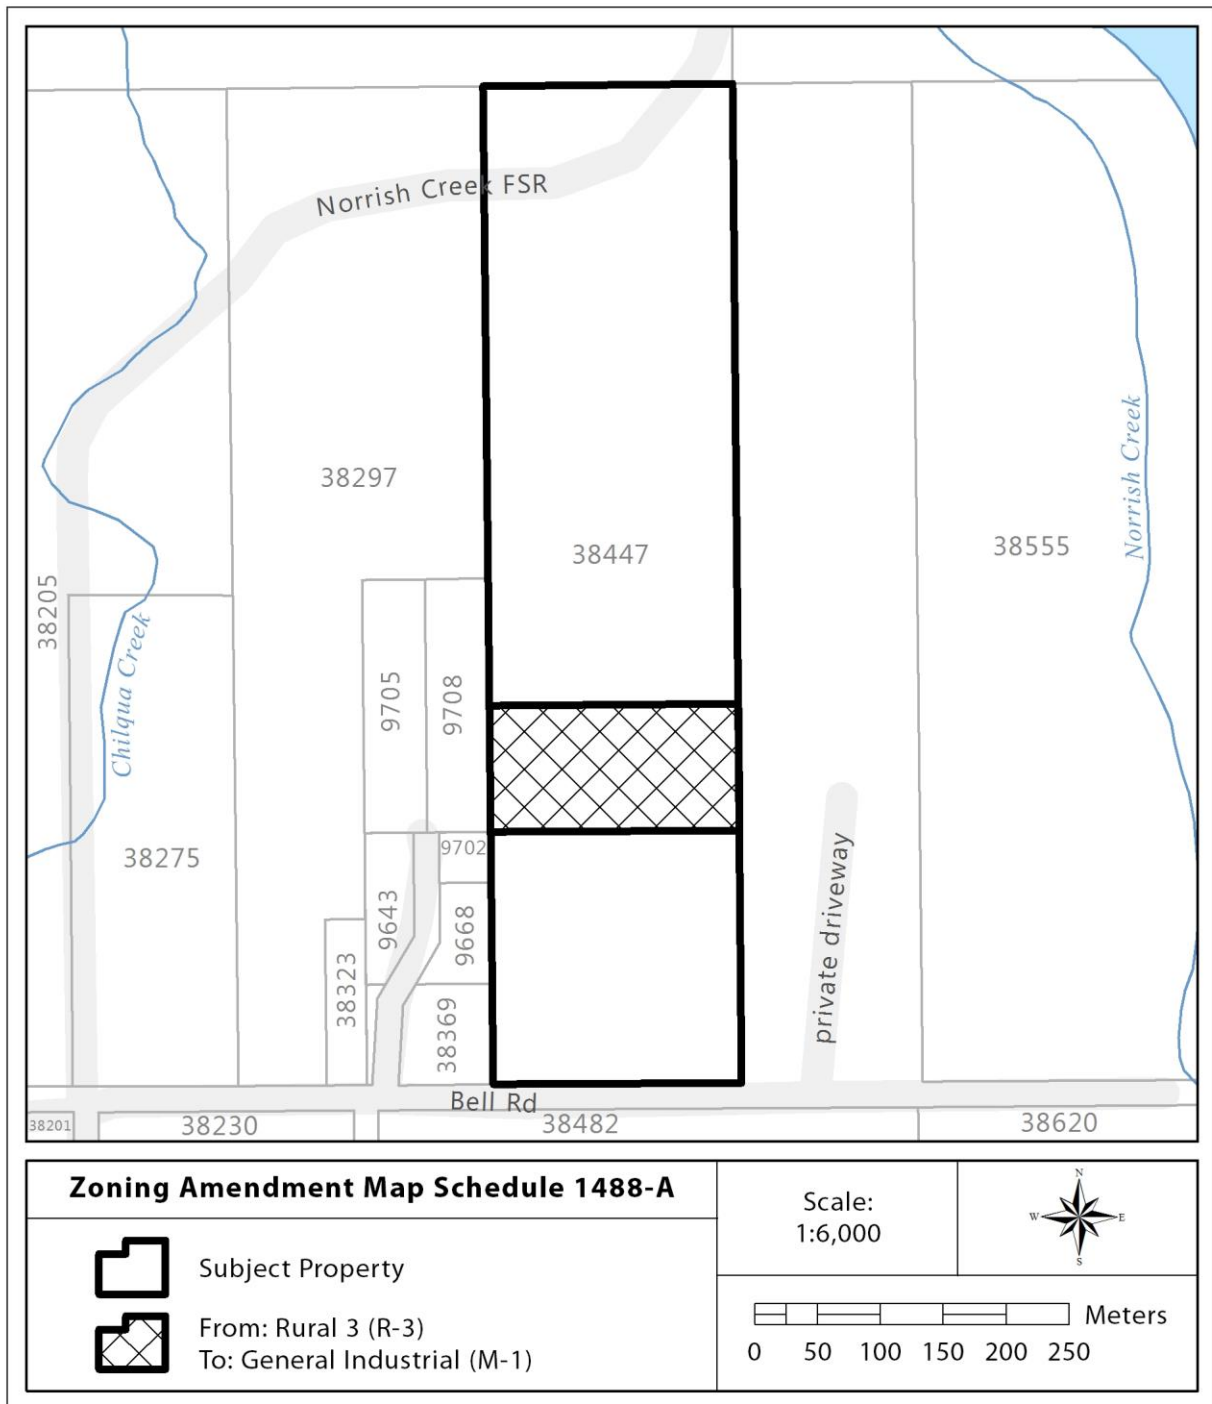 Norrish Creek FSR
Norrish Creek
38297
38447
38555
38205
Chilqua Creek
9705
9708
38275
9702
9643
9668
private driveway
38323
38369
Bell Rd
38201
38230
38482
38620
Zoning Amendment Map Schedule 1488-A
Subject Property
From: Rural 3 (R-3)
To: General Industrial (M-1)
Scale:
1:6,000
N
W
E
S
Meters
0 50 100 150 200 250